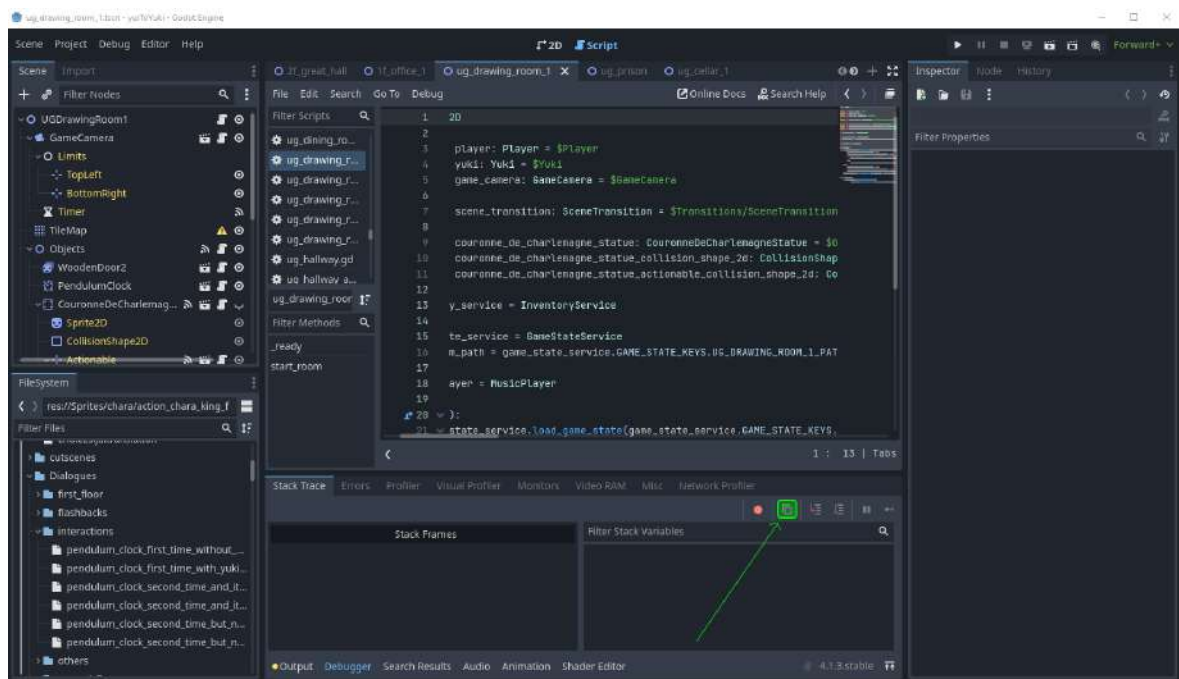 Scene Project Debug Editor Help
2D Script
Forward+
Scene Import
Filter Nodes
UGDrawingRoom1
GameCamera
Limits
TopLeft
BottomRight
Timer
TileMap
Objects
WoodenDoor2
PendulumClock
CouronneDeCharlemag...
Sprite2D
CollisionShape2D
Actionable
FileSystem
res://Sprites/chara/action_chara_king_f
Filter Files
cutscenes
Dialogues
first_floor
flashbacks
interactions
pendulum_clock_first_time_without_...
pendulum_clock_first_time_with_yuki...
pendulum_clock_second_time_and_it...
pendulum_clock_second_time_and_it...
pendulum_clock_second_time_but_n...
pendulum_clock_second_time_but_n...
others
1f_great_hall 1f_office_1 ug_drawing_room_1 ug_prison ug_cellar_1
File Edit Search Go To Debug Online Docs Search Help
Filter Scripts
ug_dining_ro...
ug_drawing_r...
ug_drawing_r...
ug_drawing_r...
ug_drawing_r...
ug_drawing_r...
ug_hallway.gd
ug_hallway_a...
ug_drawing_roor
Filter Methods
_ready
start_room
1 2D
2
3 player: Player = $Player
4 yuki: Yuki = $Yuki
5 game_camera: GameCamera = $GameCamera
6
7 scene_transition: SceneTransition = $Transitions/SceneTransition
8
9 couronne_de_charlemagne_statue: CouronneDeCharlemagneStatue = $O
10 couronne_de_charlemagne_statue_collision_shape_2d: CollisionShap
11 couronne_de_charlemagne_statue_actionable_collision_shape_2d: Co
12
13 y_service = InventoryService
14
15 te_service = GameStateService
16 m_path = game_state_service.GAME_STATE_KEYS.UG_DRAWING_ROOM_1_PAT
17
18 ayer = MusicPlayer
19
20 ):
21 state_service.load_game_state(game_state_service.GAME_STATE_KEYS.
1 : 13 | Tabs
Stack Trace Errors Profiler Visual Profiler Monitors Video RAM Misc Network Profiler
Stack Frames
Filter Stack Variables
Output Debugger Search Results Audio Animation Shader Editor
4.1.3.stable
Inspector Node History
Filter Properties